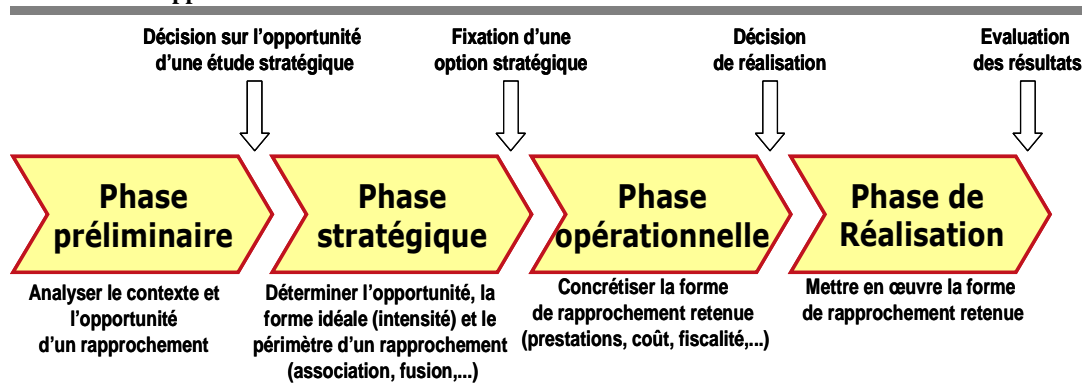 Décision sur l'opportunité
d'une étude stratégique
Fixation d'une
option stratégique
Décision
de réalisation
Evaluation
des résultats
Phase
préliminaire
Phase
stratégique
Phase
opérationnelle
Phase de
Réalisation
Analyser le contexte et
l'opportunité
d'un rapprochement
Déterminer l'opportunité, la
forme idéale (intensité) et le
périmètre d'un rapprochement
(association, fusion,...)
Concrétiser la forme
de rapprochement retenue
(prestations, coût, fiscalité,...)
Mettre en œuvre la forme
de rapprochement retenue